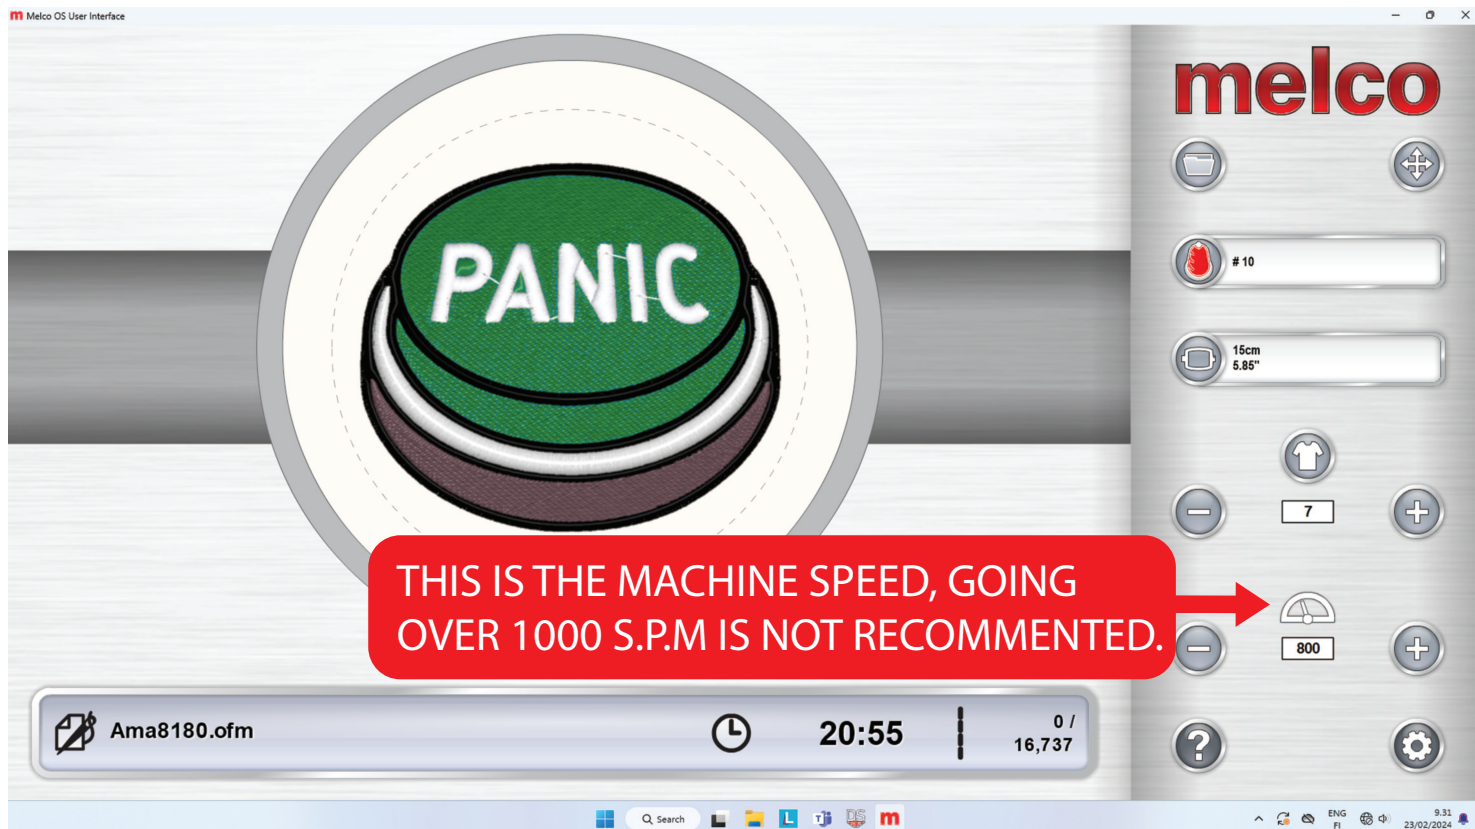 Melco OS User Interface
melco
PANIC
# 10
15cm
5.85"
7
THIS IS THE MACHINE SPEED, GOING
OVER 1000 S.P.M IS NOT RECOMMENTED.
800
Ama8180.ofm
20:55
0 /
16,737
?
Search
L
DS
m
ENG
FI
9.31
23/02/2024